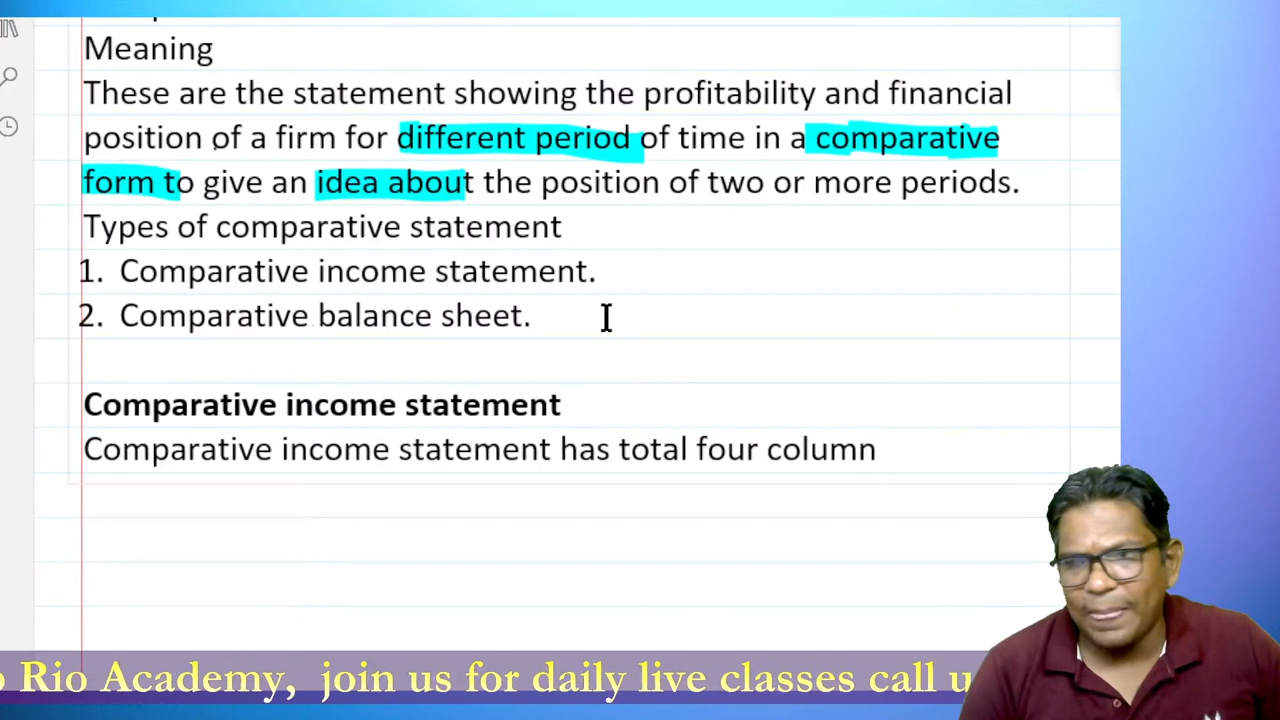 Meaning
These are the statement showing the profitability and financial
position of a firm for different period of time in a comparative
form to give an idea about the position of two or more periods.
Types of comparative statement
1. Comparative income statement.
2. Comparative balance sheet.
Comparative income statement
Comparative income statement has total four column
Rio Academy, join us for daily live classes call u